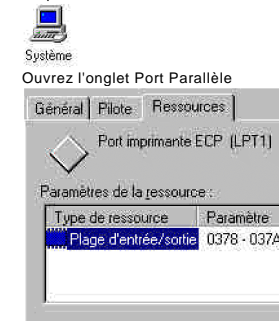 Système
Ouvrez l'onglet Port Parallèle
Général Pilote Ressources
Port imprimante ECP (LPT1)
Paramètres de la ressource :
Type de ressource Paramètre
Plage d'entrée/sortie 0378 - 037A